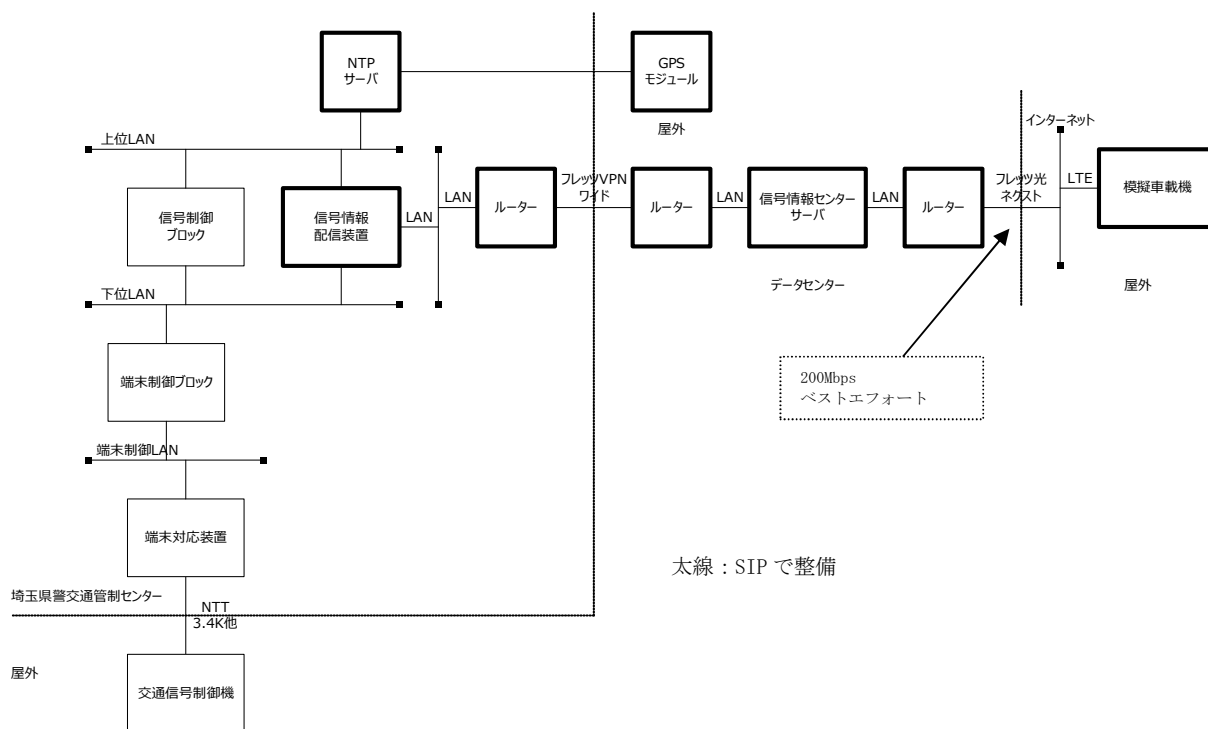 NTP
サーバ
GPS
モジュール
屋外
インターネット
上位LAN
信号制御
ブロック
信号情報
配信装置
LAN
LAN
ルーター
フレッツVPN
ワイド
ルーター
LAN
信号情報センター
サーバ
LAN
ルーター
フレッツ光
ネクスト
LTE
模擬車載機
データセンター
屋外
下位LAN
端末制御ブロック
200Mbps
ベストエフォート
端末制御LAN
端末対応装置
太線：SIPで整備
埼玉県警交通管制センター
NTT
3.4K他
屋外
交通信号制御機